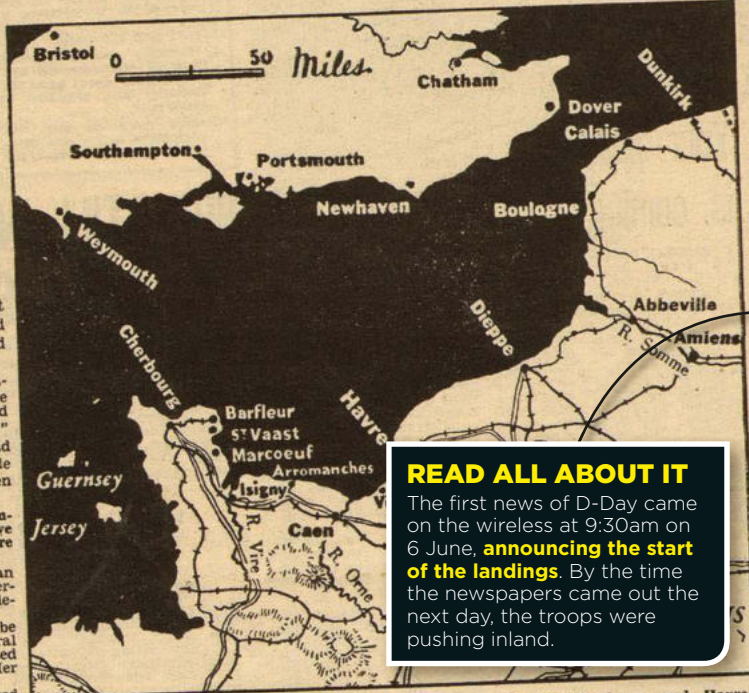 Bristol
0 50 Miles
Chatham
Dunkirk
Dover
Calais
Southampton
Portsmouth
Newhaven
Boulogne
Weymouth
Abbeville
Dieppe
R. Somme
Amiens
Cherbourg
Havre
Barfleur
ST Vaast
Marcoeuf
Arromanches
Guernsey
Isigny
Jersey
R. Vire
Caen
R. Orne
READ ALL ABOUT IT
The first news of D-Day came
on the wireless at 9:30am on
6 June, announcing the start
of the landings. By the time
the newspapers came out the
next day, the troops were
pushing inland.